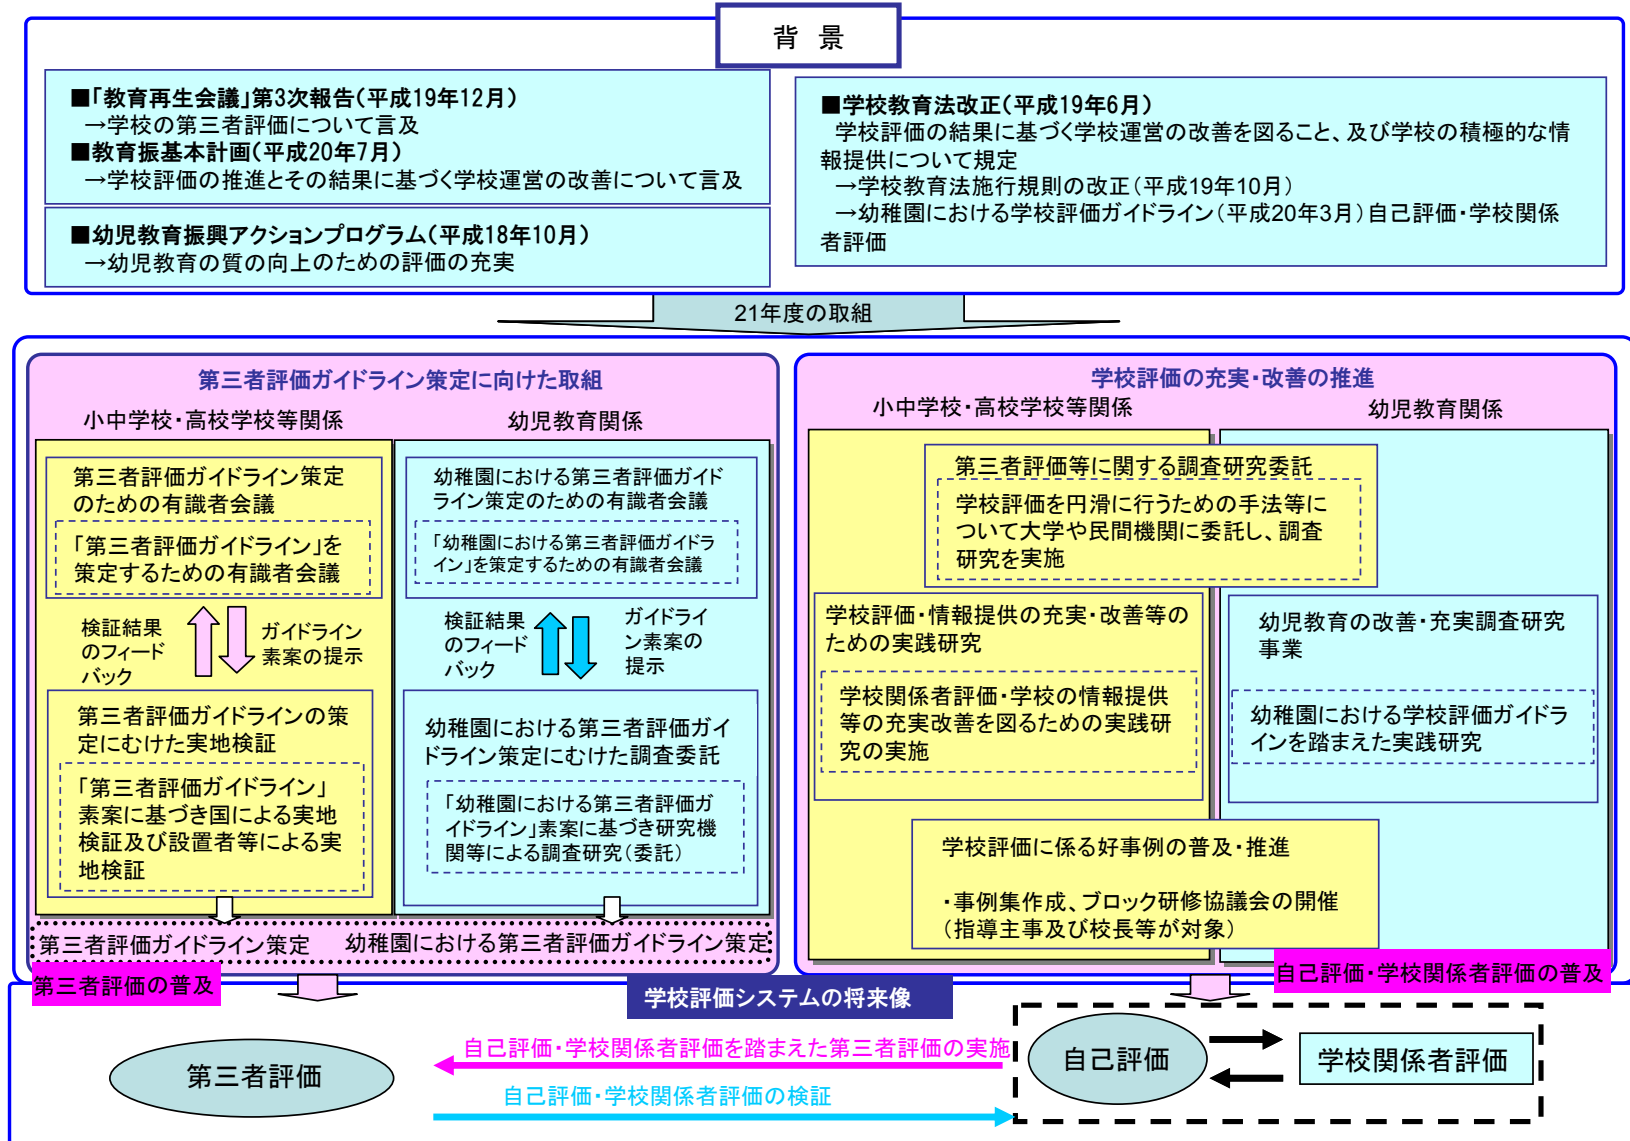 背 景
■「教育再生会議」第3次報告(平成19年12月)
→学校の第三者評価について言及
■教育振基本計画(平成20年7月)
→学校評価の推進とその結果に基づく学校運営の改善について言及
■幼児教育振興アクションプログラム(平成18年10月)
→幼児教育の質の向上のための評価の充実
■学校教育法改正(平成19年6月)
学校評価の結果に基づく学校運営の改善を図ること、及び学校の積極的な情
報提供について規定
→学校教育法施行規則の改正(平成19年10月)
→幼稚園における学校評価ガイドライン(平成20年3月)自己評価・学校関係
者評価
21年度の取組
第三者評価ガイドライン策定に向けた取組
小中学校・高校学校等関係
幼児教育関係
第三者評価ガイドライン策定
のための有識者会議
「第三者評価ガイドライン」を
策定するための有識者会議
検証結果
のフィード
バック
ガイドライン
素案の提示
第三者評価ガイドラインの策
定にむけた実地検証
「第三者評価ガイドライン」
素案に基づき国による実地
検証及び設置者等による実
地検証
幼稚園における第三者評価ガイド
ライン策定のための有識者会議
「幼稚園における第三者評価ガイドラ
イン」を策定するための有識者会議
検証結果
のフィード
バック
ガイドライ
ン素案の
提示
幼稚園における第三者評価ガイ
ドライン策定にむけた調査委託
「幼稚園における第三者評価ガ
イドライン」素案に基づき研究機
関等による調査研究(委託)
第三者評価ガイドライン策定
幼稚園における第三者評価ガイドライン策定
第三者評価の普及
学校評価の充実・改善の推進
小中学校・高校学校等関係
幼児教育関係
第三者評価等に関する調査研究委託
学校評価を円滑に行うための手法等に
ついて大学や民間機関に委託し、調査
研究を実施
学校評価・情報提供の充実・改善等の
ための実践研究
学校関係者評価・学校の情報提供
等の充実改善を図るための実践研
究の実施
幼児教育の改善・充実調査研究
事業
幼稚園における学校評価ガイドラ
インを踏まえた実践研究
学校評価に係る好事例の普及・推進
・事例集作成、ブロック研修協議会の開催
(指導主事及び校長等が対象)
自己評価・学校関係者評価の普及
学校評価システムの将来像
第三者評価
自己評価・学校関係者評価を踏まえた第三者評価の実施
自己評価・学校関係者評価の検証
自己評価
学校関係者評価